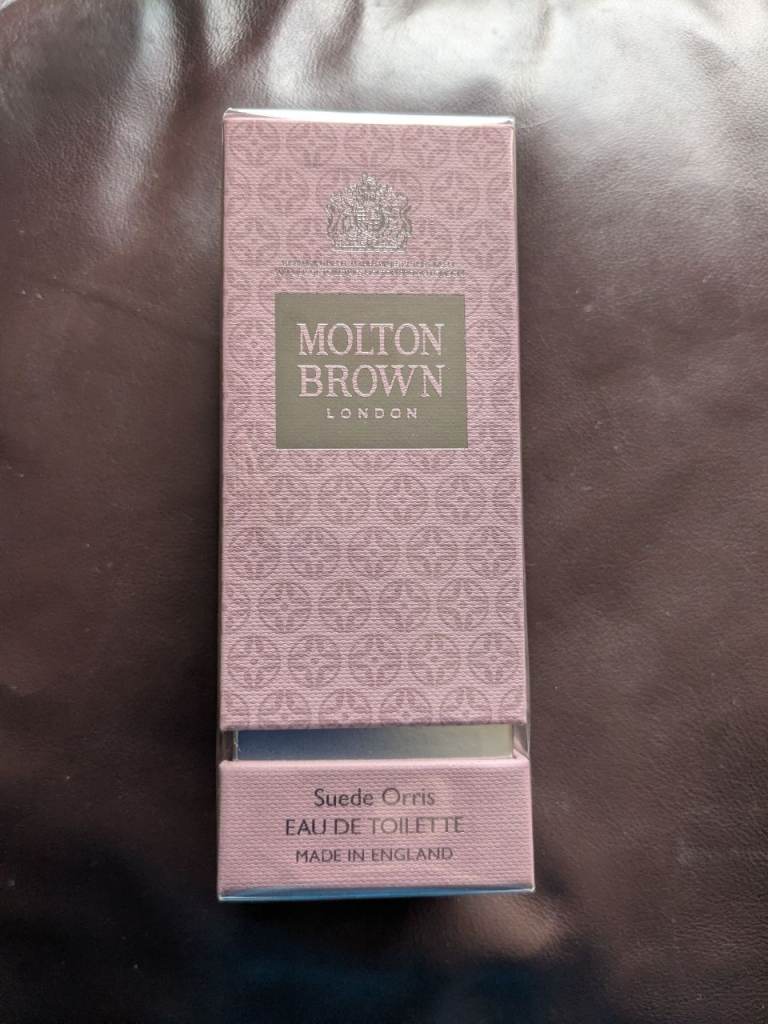 MOLTON
BROWN
LONDON
Suede Orris
EAU DE TOILETTE
MADE IN ENGLAND